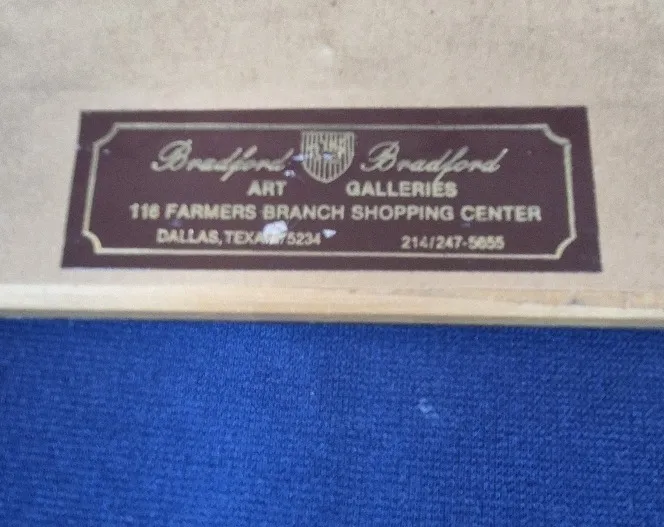 Bradford Bradford
ART GALLERIES
116 FARMERS BRANCH SHOPPING CENTER
DALLAS, TEXAS 75234 214/247-5655